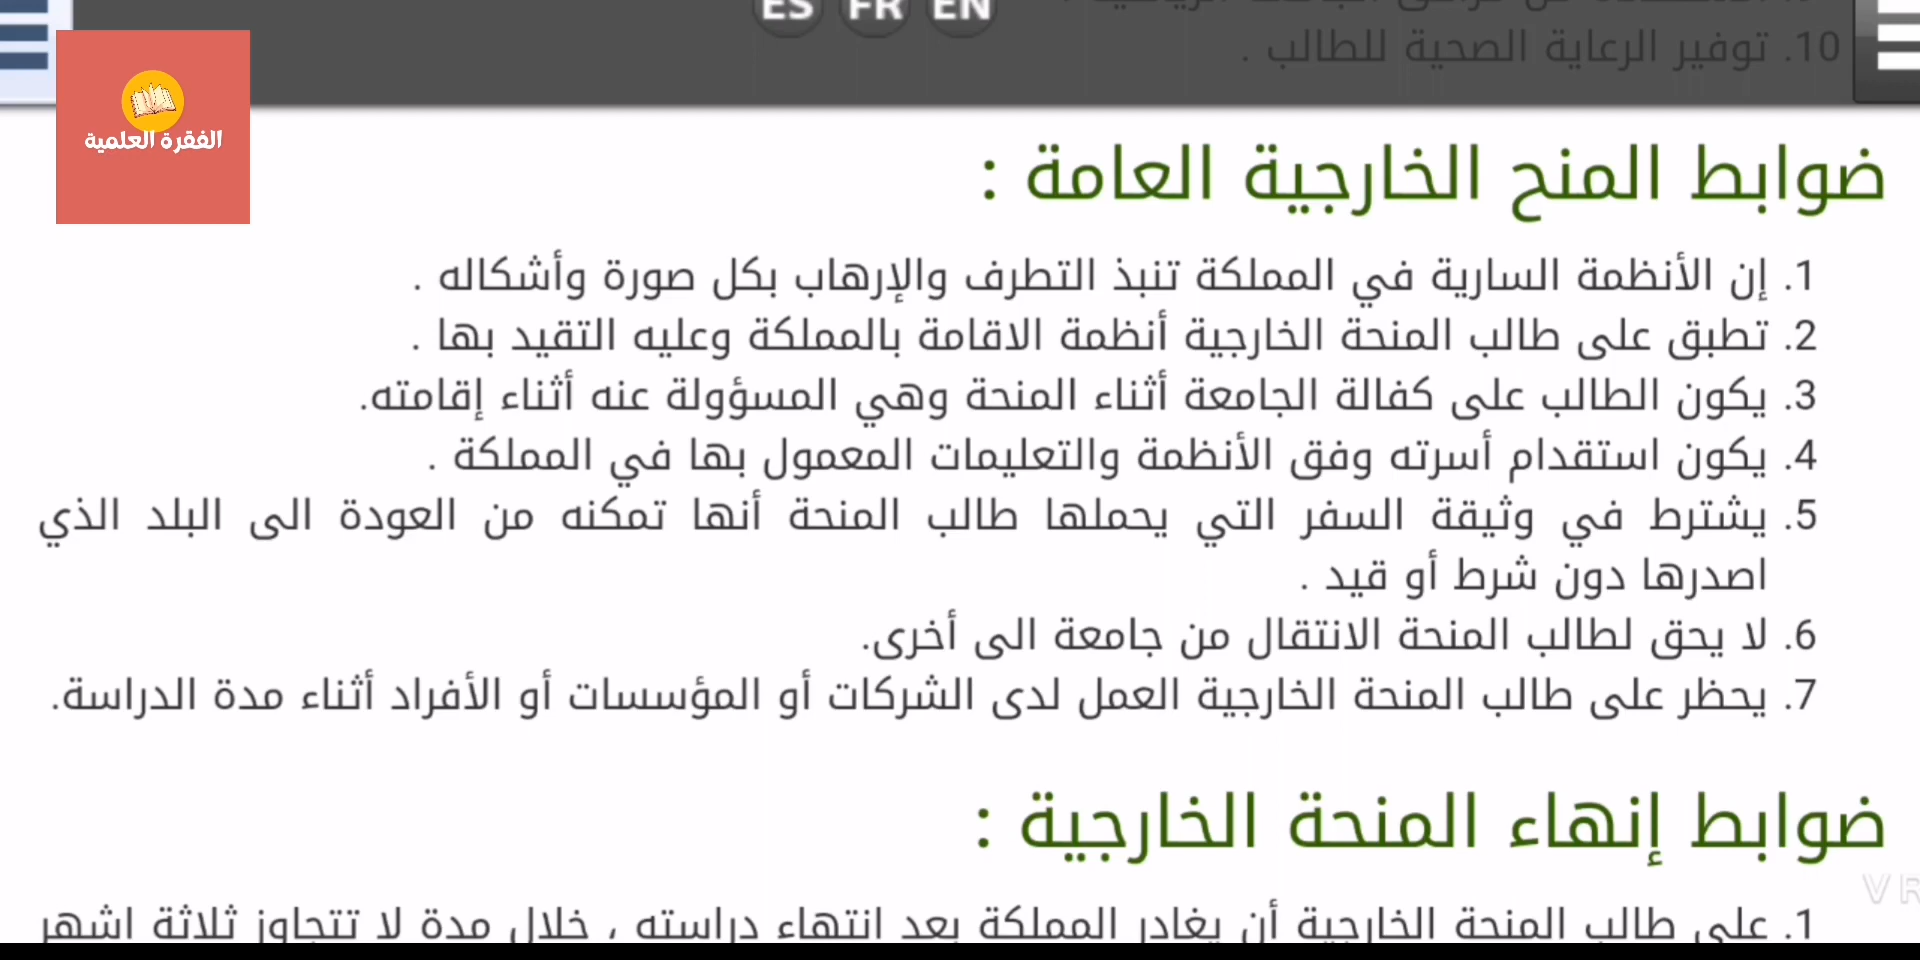 ES FR EN
10. توفير الرعاية الصحية للطالب .
الفقرة العلمية
ضوابط المنح الخارجية العامة :
1. إن الأنظمة السارية في المملكة تنبذ التطرف والإرهاب بكل صورة وأشكاله .
2. تطبق على طالب المنحة الخارجية أنظمة الاقامة بالمملكة وعليه التقيد بها .
3. يكون الطالب على كفالة الجامعة أثناء المنحة وهي المسؤولة عنه أثناء إقامته.
4. يكون استقدام أسرته وفق الأنظمة والتعليمات المعمول بها في المملكة .
5. يشترط في وثيقة السفر التي يحملها طالب المنحة أنها تمكنه من العودة الى البلد الذي
اصدرها دون شرط أو قيد .
6. لا يحق لطالب المنحة الانتقال من جامعة الى أخرى.
7. يحظر على طالب المنحة الخارجية العمل لدى الشركات أو المؤسسات أو الأفراد أثناء مدة الدراسة.
ضوابط إنهاء المنحة الخارجية :
1. على طالب المنحة الخارجية أن يغادر المملكة بعد انتهاء دراسته ، خلال مدة لا تتجاوز ثلاثة اشهر